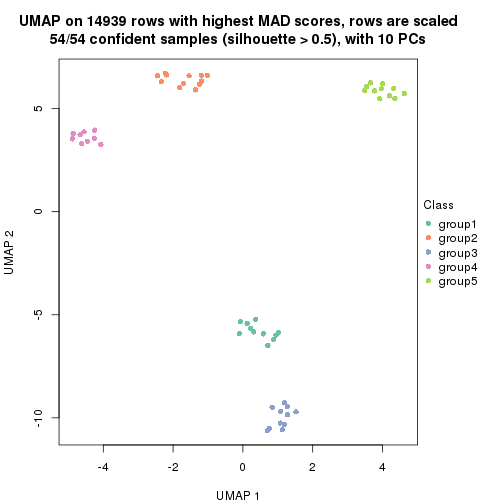 UMAP on 14939 rows with highest MAD scores, rows are scaled
54/54 confident samples (silhouette > 0.5), with 10 PCs
5
0
-5
-10
UMAP 2
-4
-2
0
2
4
UMAP 1
Class
group1
group2
group3
group4
group5